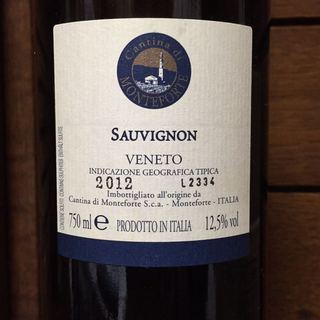 Cantina di
MONTEFORTE
SAUVIGNON
VENETO
INDICAZIONE GEOGRAFICA TIPICA
2012 L2334
Imbottigliato all'origine da
Cantina di Monteforte S.c.a. - Monteforte - ITALIA
750 ml e PRODOTTO IN ITALIA 12,5% vol